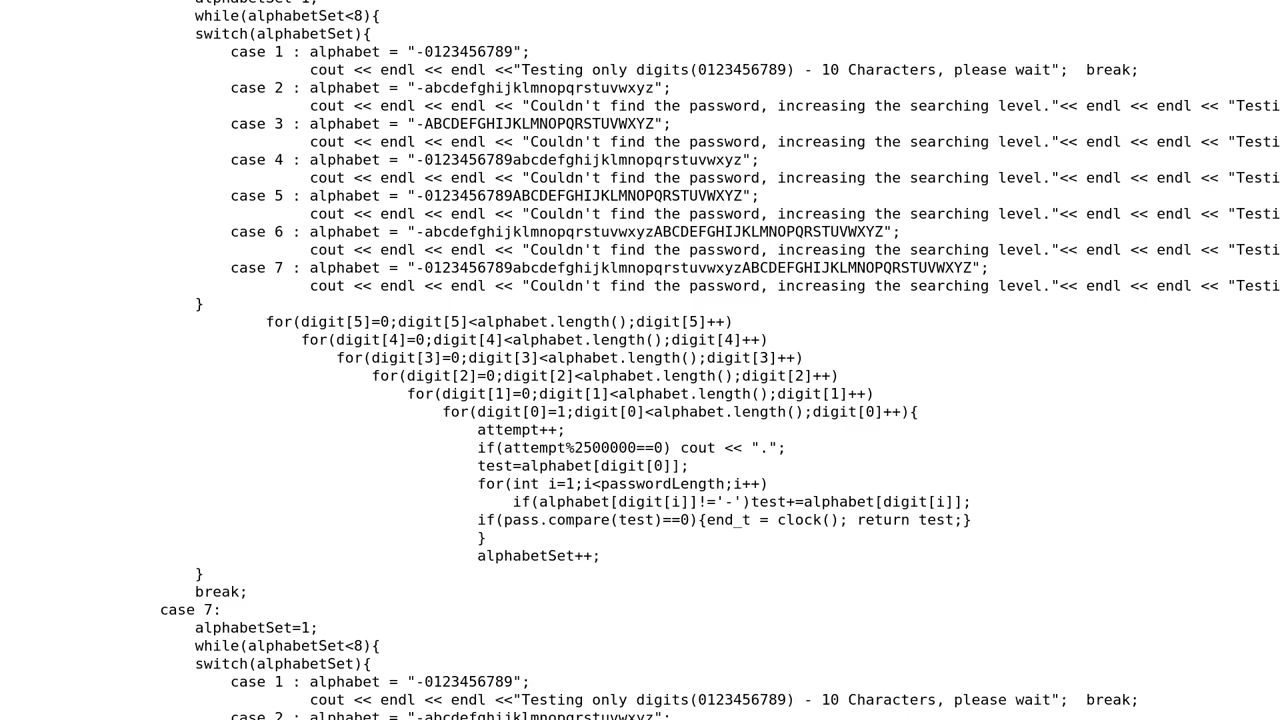 while(alphabetSet<8){
switch(alphabetSet){
case 1 : alphabet = "-0123456789";
cout << endl << endl <<"Testing only digits(0123456789) - 10 Characters, please wait";  break;
case 2 : alphabet = "-abcdefghijklmnopqrstuvwxyz";
cout << endl << endl << "Couldn't find the password, increasing the searching level."<< endl << endl << "Testi
case 3 : alphabet = "-ABCDEFGHIJKLMNOPQRSTUVWXYZ";
cout << endl << endl << "Couldn't find the password, increasing the searching level."<< endl << endl << "Testi
case 4 : alphabet = "-0123456789abcdefghijklmnopqrstuvwxyz";
cout << endl << endl << "Couldn't find the password, increasing the searching level."<< endl << endl << "Testi
case 5 : alphabet = "-0123456789ABCDEFGHIJKLMNOPQRSTUVWXYZ";
cout << endl << endl << "Couldn't find the password, increasing the searching level."<< endl << endl << "Testi
case 6 : alphabet = "-abcdefghijklmnopqrstuvwxyzABCDEFGHIJKLMNOPQRSTUVWXYZ";
cout << endl << endl << "Couldn't find the password, increasing the searching level."<< endl << endl << "Testi
case 7 : alphabet = "-0123456789abcdefghijklmnopqrstuvwxyzABCDEFGHIJKLMNOPQRSTUVWXYZ";
cout << endl << endl << "Couldn't find the password, increasing the searching level."<< endl << endl << "Testi
}
for(digit[5]=0;digit[5]<alphabet.length();digit[5]++)
for(digit[4]=0;digit[4]<alphabet.length();digit[4]++)
for(digit[3]=0;digit[3]<alphabet.length();digit[3]++)
for(digit[2]=0;digit[2]<alphabet.length();digit[2]++)
for(digit[1]=0;digit[1]<alphabet.length();digit[1]++)
for(digit[0]=1;digit[0]<alphabet.length();digit[0]++){
attempt++;
if(attempt%2500000==0) cout << ".";
test=alphabet[digit[0]];
for(int i=1;i<passwordLength;i++)
if(alphabet[digit[i]]!='-')test+=alphabet[digit[i]];
if(pass.compare(test)==0){end_t = clock(); return test;}
}
alphabetSet++;
}
break;
case 7:
alphabetSet=1;
while(alphabetSet<8){
switch(alphabetSet){
case 1 : alphabet = "-0123456789";
cout << endl << endl <<"Testing only digits(0123456789) - 10 Characters, please wait";  break;
case 2 : alphabet = "-abcdefghijklmnopqrstuvwxyz";